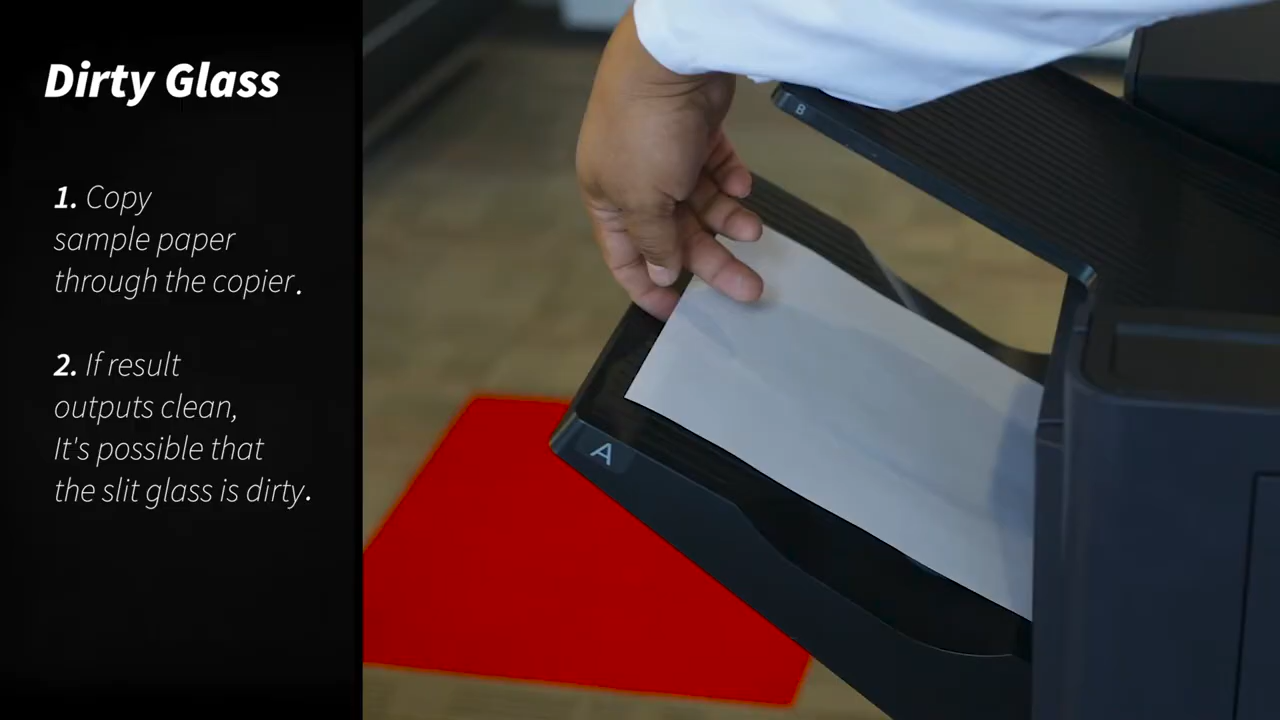 Dirty Glass
1. Copy
sample paper
through the copier.
2. If result
outputs clean,
It's possible that
the slit glass is dirty.
B
A